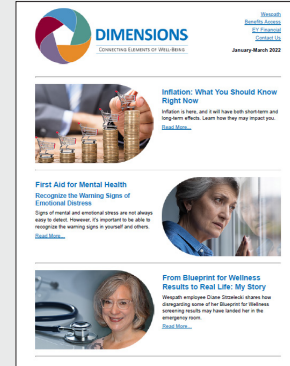 DIMENSIONS
CONNECTING ELEMENTS OF WELL-BEING
Wespath
Benefits Access
EY Financial
Contact Us
January-March 2022
Inflation: What You Should Know
Right Now
Inflation is here, and it will have both short-term and
long-term effects. Learn how they may impact you.
Read More...
First Aid for Mental Health
Recognize the Warning Signs of
Emotional Distress
Signs of mental and emotional stress are not always
easy to detect. However, it's important to be able to
recognize the warning signs in yourself and others.
Read More...
From Blueprint for Wellness
Results to Real Life: My Story
Wespath employee Diane Strzelecki shares how
disregarding some of her Blueprint for Wellness
screening results may have landed her in the
emergency room.
Read More...